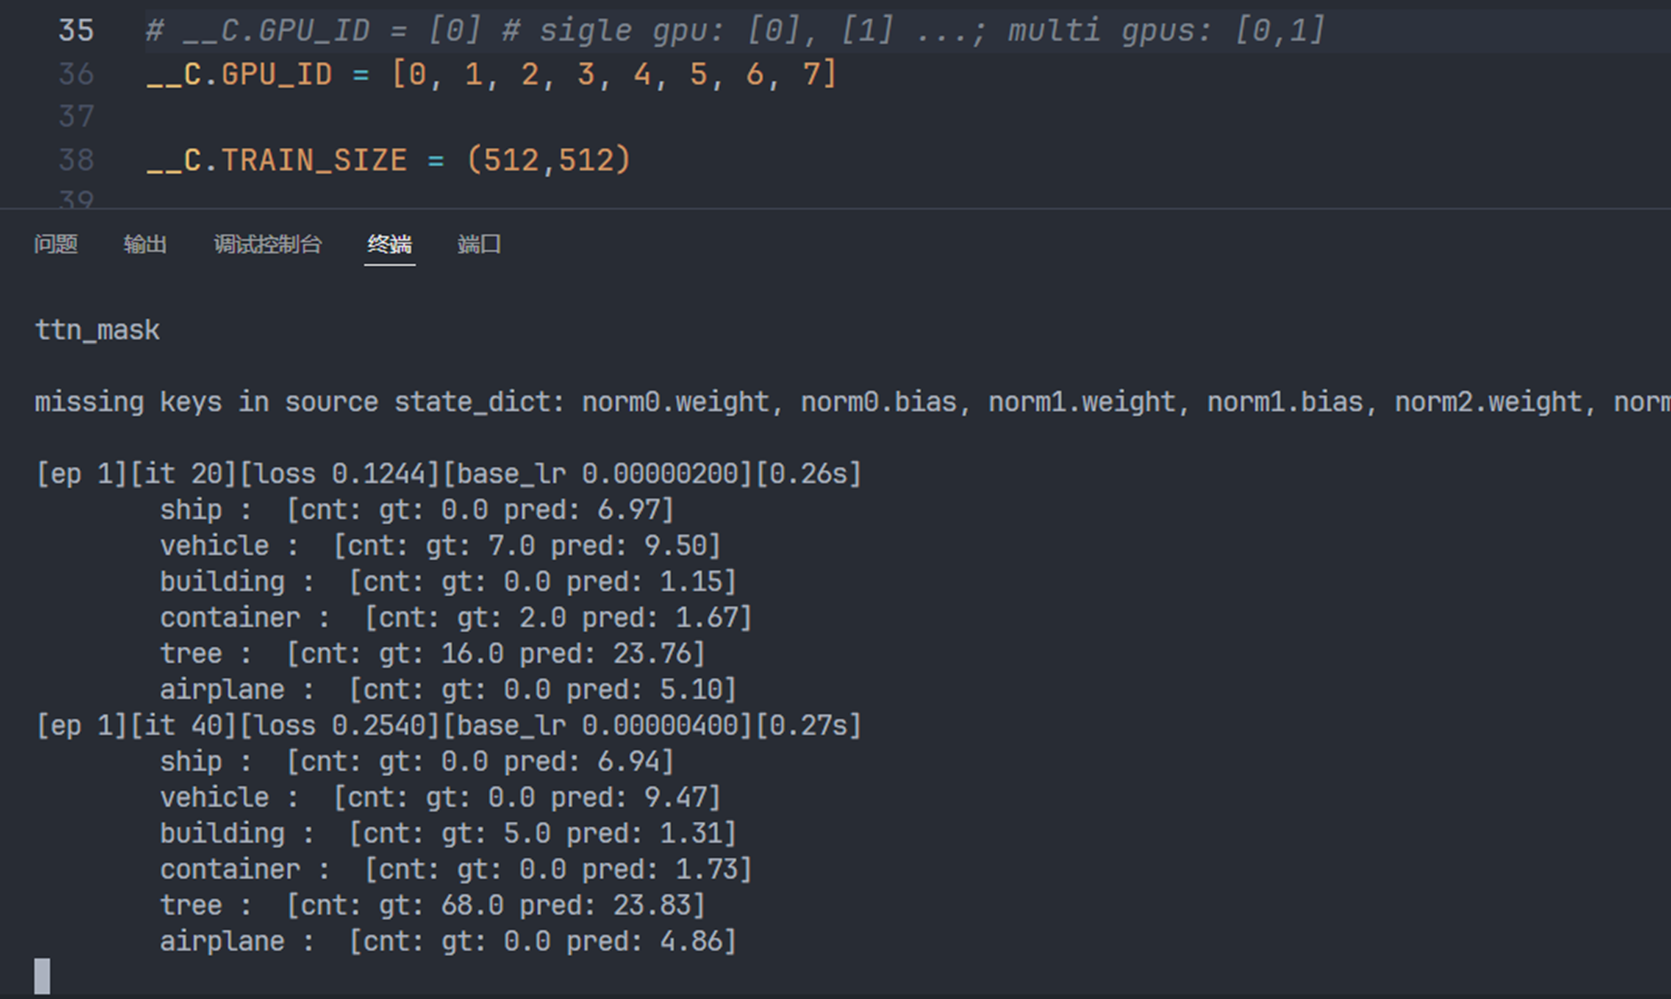 35 # __C.GPU_ID = [0] # sigle gpu: [0], [1] ...; multi gpus: [0,1]
36 __C.GPU_ID = [0, 1, 2, 3, 4, 5, 6, 7]
37
38 __C.TRAIN_SIZE = (512,512)
39
问题 输出 调试控制台 终端 端口
ttn_mask
missing keys in source state_dict: norm0.weight, norm0.bias, norm1.weight, norm1.bias, norm2.weight, norm
[ep 1][it 20][loss 0.1244][base_lr 0.00000200][0.26s]
ship :  [cnt: gt: 0.0 pred: 6.97]
vehicle :  [cnt: gt: 7.0 pred: 9.50]
building :  [cnt: gt: 0.0 pred: 1.15]
container :  [cnt: gt: 2.0 pred: 1.67]
tree :  [cnt: gt: 16.0 pred: 23.76]
airplane :  [cnt: gt: 0.0 pred: 5.10]
[ep 1][it 40][loss 0.2540][base_lr 0.00000400][0.27s]
ship :  [cnt: gt: 0.0 pred: 6.94]
vehicle :  [cnt: gt: 0.0 pred: 9.47]
building :  [cnt: gt: 5.0 pred: 1.31]
container :  [cnt: gt: 0.0 pred: 1.73]
tree :  [cnt: gt: 68.0 pred: 23.83]
airplane :  [cnt: gt: 0.0 pred: 4.86]